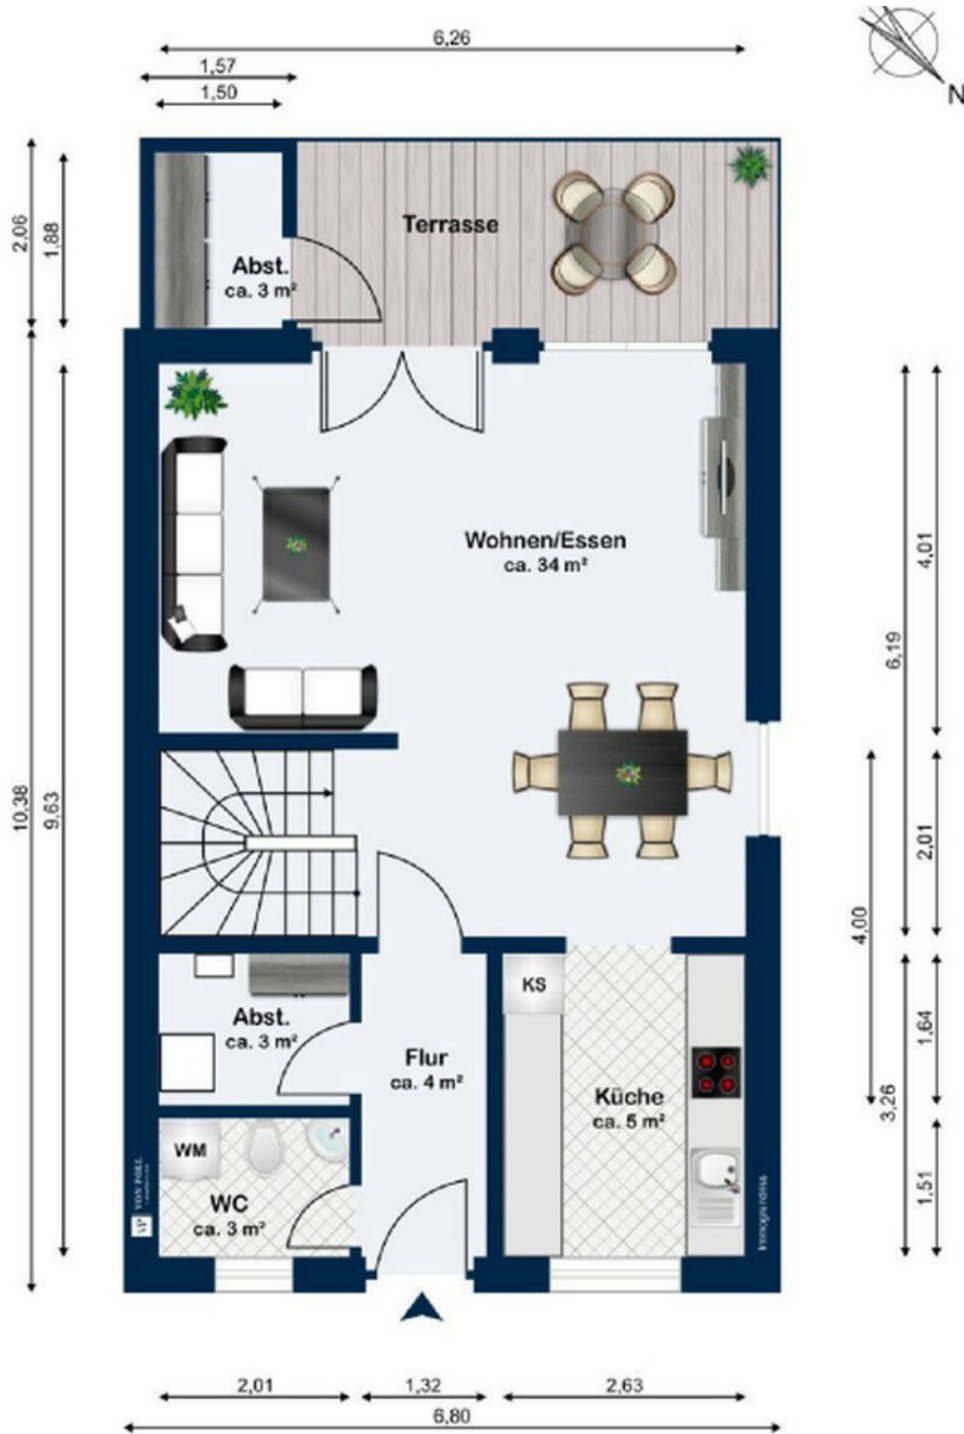 6,26
1,57
1,50
N
2,06
1,88
Terrasse
Abst.
ca. 3 m²
Wohnen/Essen
ca. 34 m²
4,01
6,19
10,38
9,63
2,01
4,00
KS
Abst.
ca. 3 m²
Flur
ca. 4 m²
Küche
ca. 5 m²
1,64
3,26
WM
WC
ca. 3 m²
1,51
VP VON POLL
2,01
1,32
2,63
6,80